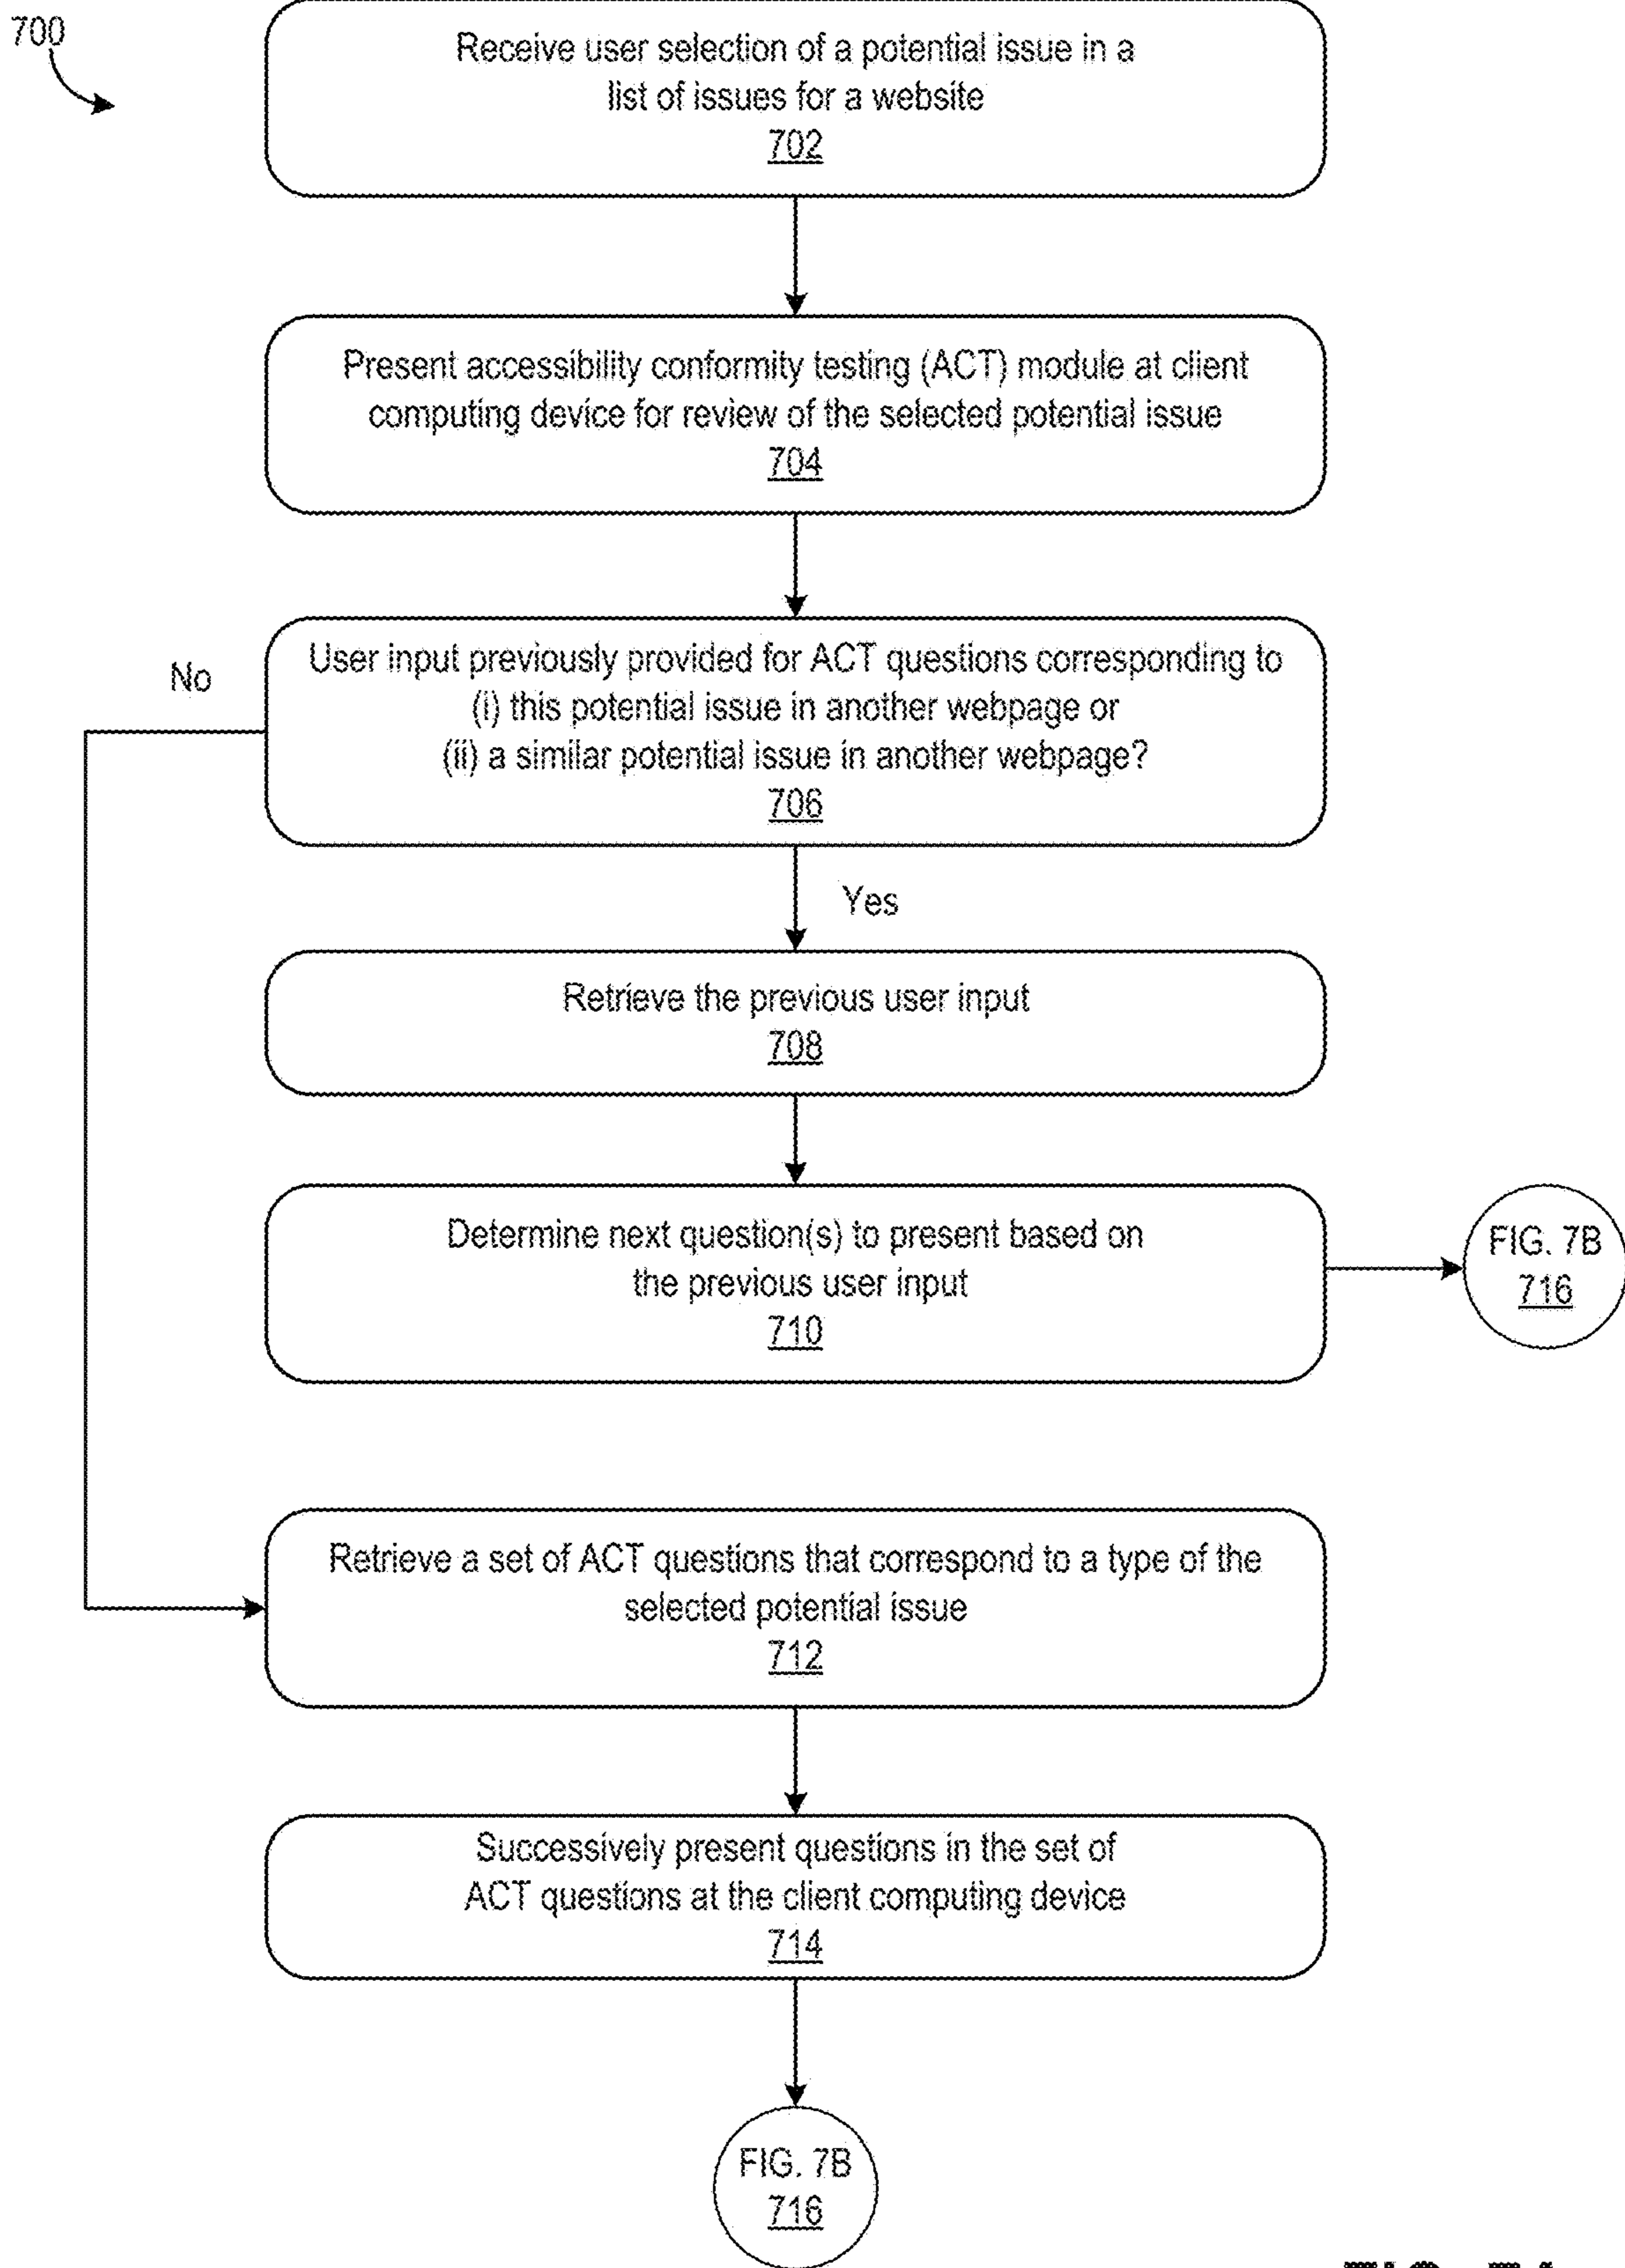 700
Receive user selection of a potential issue in a
list of issues for a website
702
Present accessibility conformity testing (ACT) module at client
computing device for review of the selected potential issue
704
User input previously provided for ACT questions corresponding to
(i) this potential issue in another webpage or
(ii) a similar potential issue in another webpage?
706
No
Yes
Retrieve the previous user input
708
Determine next question(s) to present based on
the previous user input
710
FIG. 7B
716
Retrieve a set of ACT questions that correspond to a type of the
selected potential issue
712
Successively present questions in the set of
ACT questions at the client computing device
714
FIG. 7B
716